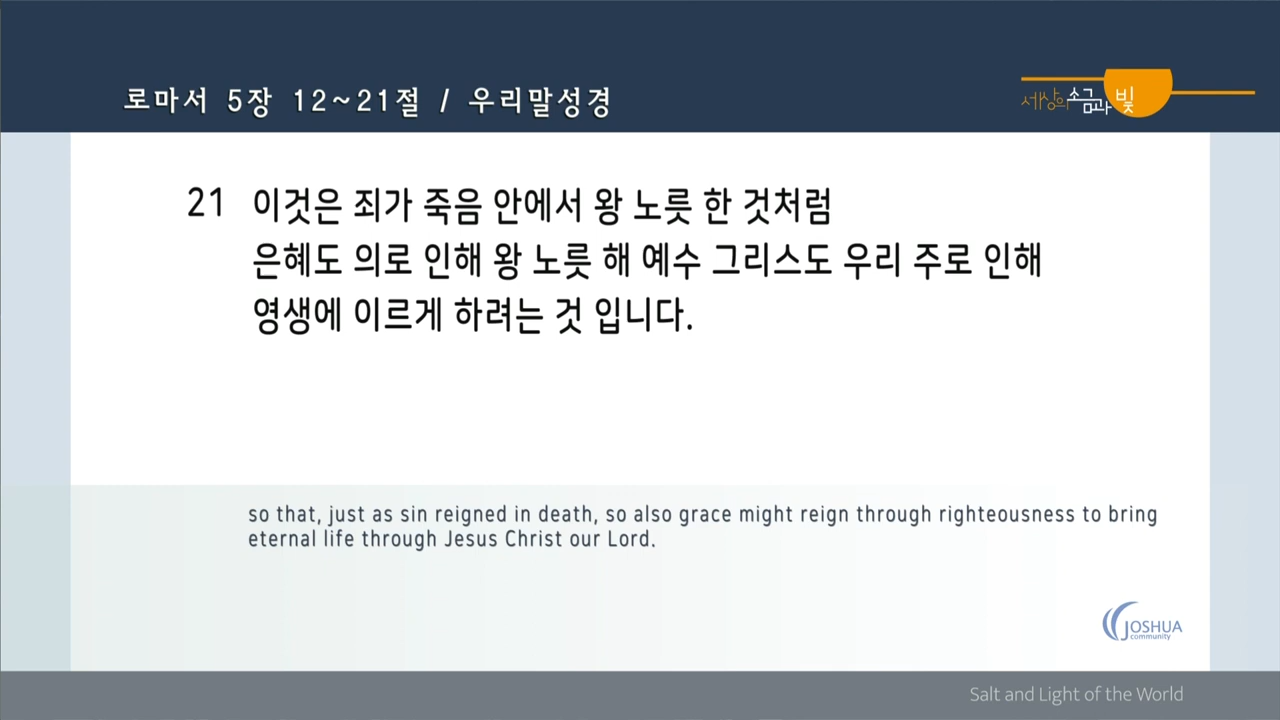 로마서 5장 12~21절 / 우리말성경
세상의 소금과 빛
21 이것은 죄가 죽음 안에서 왕 노릇 한 것처럼
은혜도 의로 인해 왕 노릇 해 예수 그리스도 우리 주로 인해
영생에 이르게 하려는 것 입니다.
so that, just as sin reigned in death, so also grace might reign through righteousness to bring
eternal life through Jesus Christ our Lord.
JOSHUA
community
Salt and Light of the World